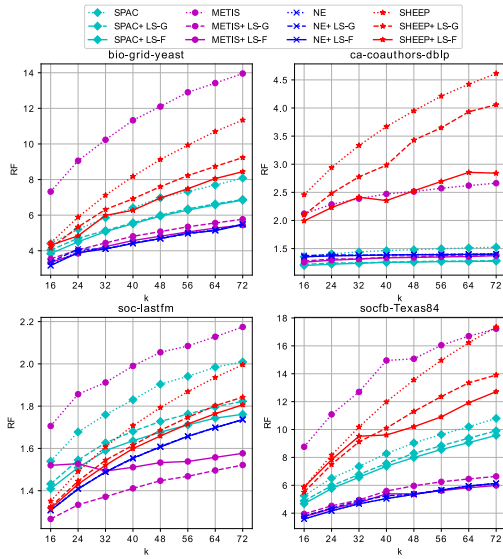 SPAC METIS NE SHEEP
SPAC+ LS-G METIS+ LS-G NE+ LS-G SHEEP+ LS-G
SPAC+ LS-F METIS+ LS-F NE+ LS-F SHEEP+ LS-F
bio-grid-yeast
14
12
10
8
6
4
RF
16 24 32 40 48 56 64 72
k
ca-coauthors-dblp
4.5
4.0
3.5
3.0
2.5
2.0
1.5
RF
16 24 32 40 48 56 64 72
k
soc-lastfm
2.2
2.0
1.8
1.6
1.4
RF
16 24 32 40 48 56 64 72
k
socfb-Texas84
18
16
14
12
10
8
6
4
RF
16 24 32 40 48 56 64 72
k